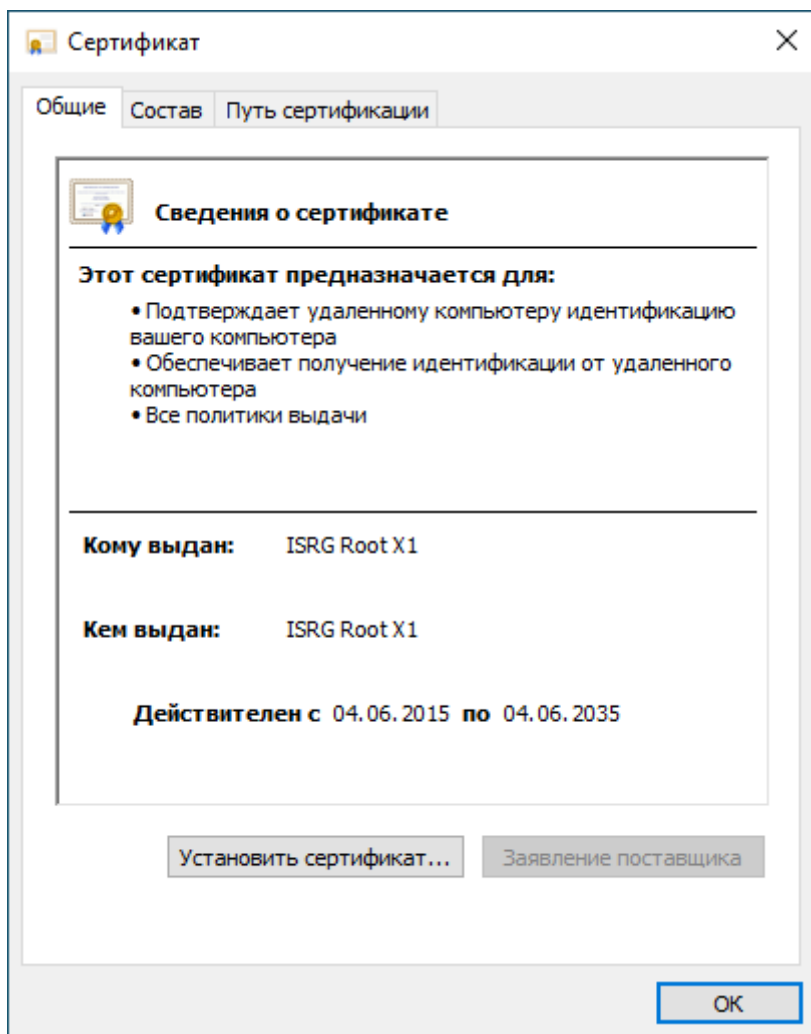 Сертификат
Общие Состав Путь сертификации
Сведения о сертификате
Этот сертификат предназначается для:
• Подтверждает удаленному компьютеру идентификацию
вашего компьютера
• Обеспечивает получение идентификации от удаленного
компьютера
• Все политики выдачи
Кому выдан: ISRG Root X1
Кем выдан: ISRG Root X1
Действителен с 04.06.2015 по 04.06.2035
Установить сертификат... Заявление поставщика
ОК